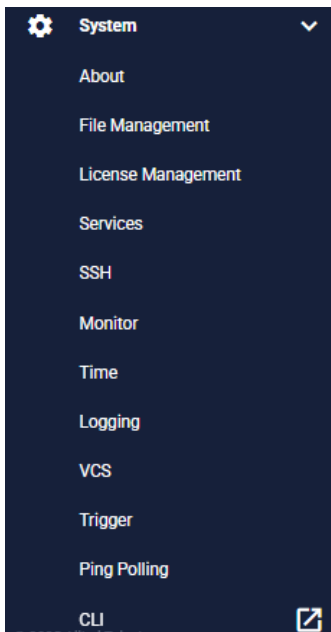 System
About
File Management
License Management
Services
SSH
Monitor
Time
Logging
VCS
Trigger
Ping Polling
CLI